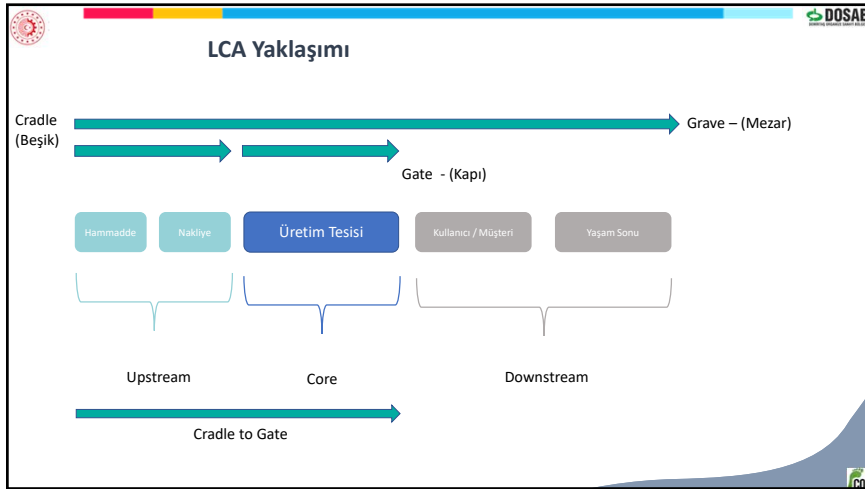 DOSAB
LCA Yaklaşımı
Cradle
(Beşik)
Grave – (Mezar)
Gate - (Kapı)
Hammadde
Nakliye
Üretim Tesisi
Kullanıcı / Müşteri
Yaşam Sonu
Upstream
Core
Downstream
Cradle to Gate